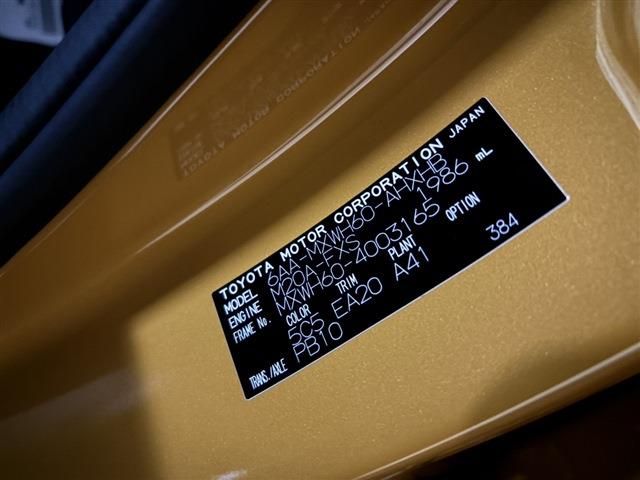 TOYOTA MOTOR CORPORATION JAPAN
MODEL 6AA-MXWH60-AHXHB
ENGINE M20A-FXS 1986 mL
FRAME No. MXWH60-4003165
COLOR TRIM PLANT OPTION
5C5 EA20 A41 384
TRANS./AXLE PB10